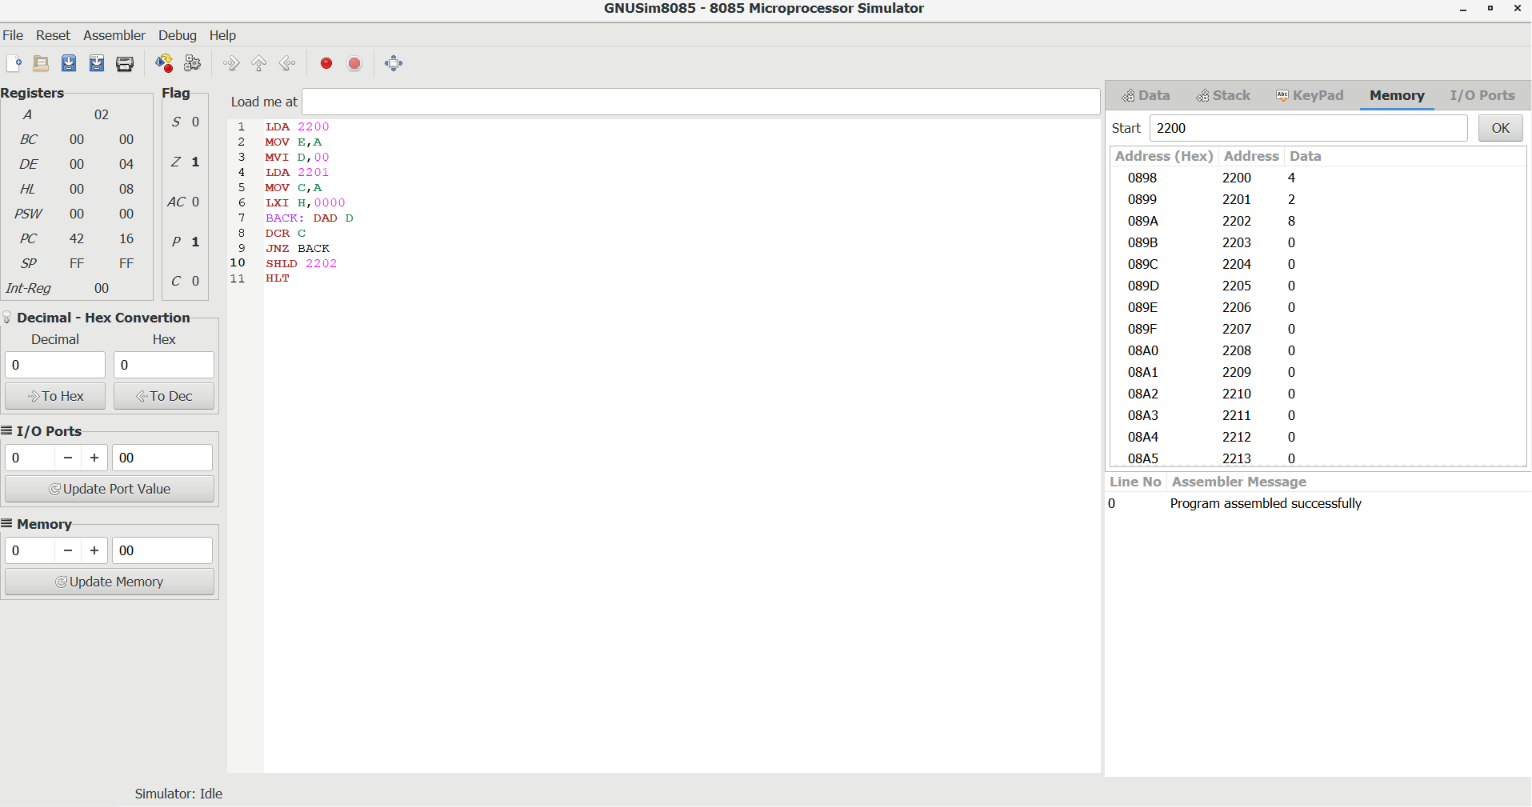 GNUSim8085 - 8085 Microprocessor Simulator
File Reset Assembler Debug Help
Registers
A 02
BC 00 00
DE 00 04
HL 00 08
PSW 00 00
PC 42 16
SP FF FF
Int-Reg 00
Flag
S 0
Z 1
AC 0
P 1
C 0
Decimal - Hex Convertion
Decimal Hex
0 0
To Hex To Dec
I/O Ports
0 − + 00
Update Port Value
Memory
0 − + 00
Update Memory
Load me at
1 LDA 2200
2 MOV E,A
3 MVI D,00
4 LDA 2201
5 MOV C,A
6 LXI H,0000
7 BACK: DAD D
8 DCR C
9 JNZ BACK
10 SHLD 2202
11 HLT
Data Stack Abc KeyPad Memory I/O Ports
Start 2200 OK
Address (Hex) Address Data
0898 2200 4
0899 2201 2
089A 2202 8
089B 2203 0
089C 2204 0
089D 2205 0
089E 2206 0
089F 2207 0
08A0 2208 0
08A1 2209 0
08A2 2210 0
08A3 2211 0
08A4 2212 0
08A5 2213 0
Line No Assembler Message
0 Program assembled successfully
Simulator: Idle